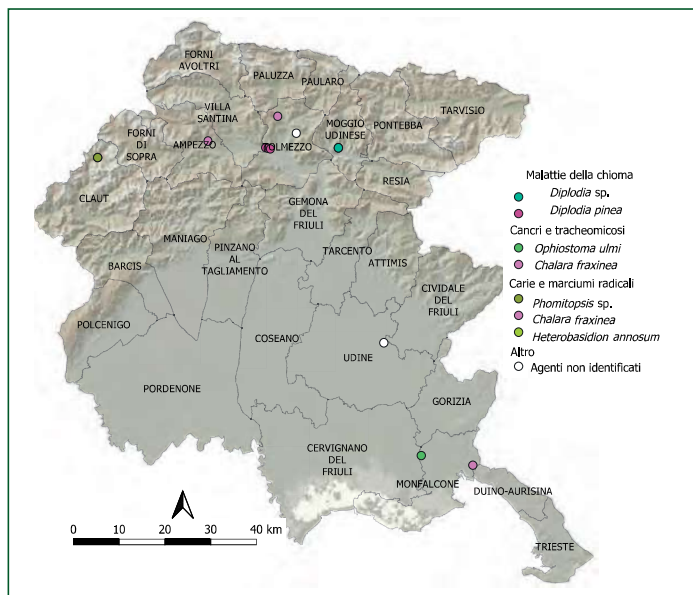 FORNI
AVOLTRI
PALUZZA
PAULARO
VILLA
SANTINA
MOGGIO
UDINESE
PONTEBBA
TARVISIO
FORNI
DI
SOPRA
AMPEZZO
TOLMEZZO
RESIA
CLAUT
GEMONA
DEL
FRIULI
MANIAGO
PINZANO
AL
TAGLIAMENTO
TARCENTO
ATTIMIS
BARCIS
CIVIDALE
DEL
FRIULI
POLCENIGO
COSEANO
UDINE
PORDENONE
GORIZIA
CERVIGNANO
DEL
FRIULI
MONFALCONE
DUINO-AURISINA
TRIESTE
Malattie della chioma
Diplodia sp.
Diplodia pinea
Cancri e tracheomicosi
Ophiostoma ulmi
Chalara fraxinea
Carie e marciumi radicali
Phomitopsis sp.
Chalara fraxinea
Heterobasidion annosum
Altro
Agenti non identificati
0 10 20 30 40 km